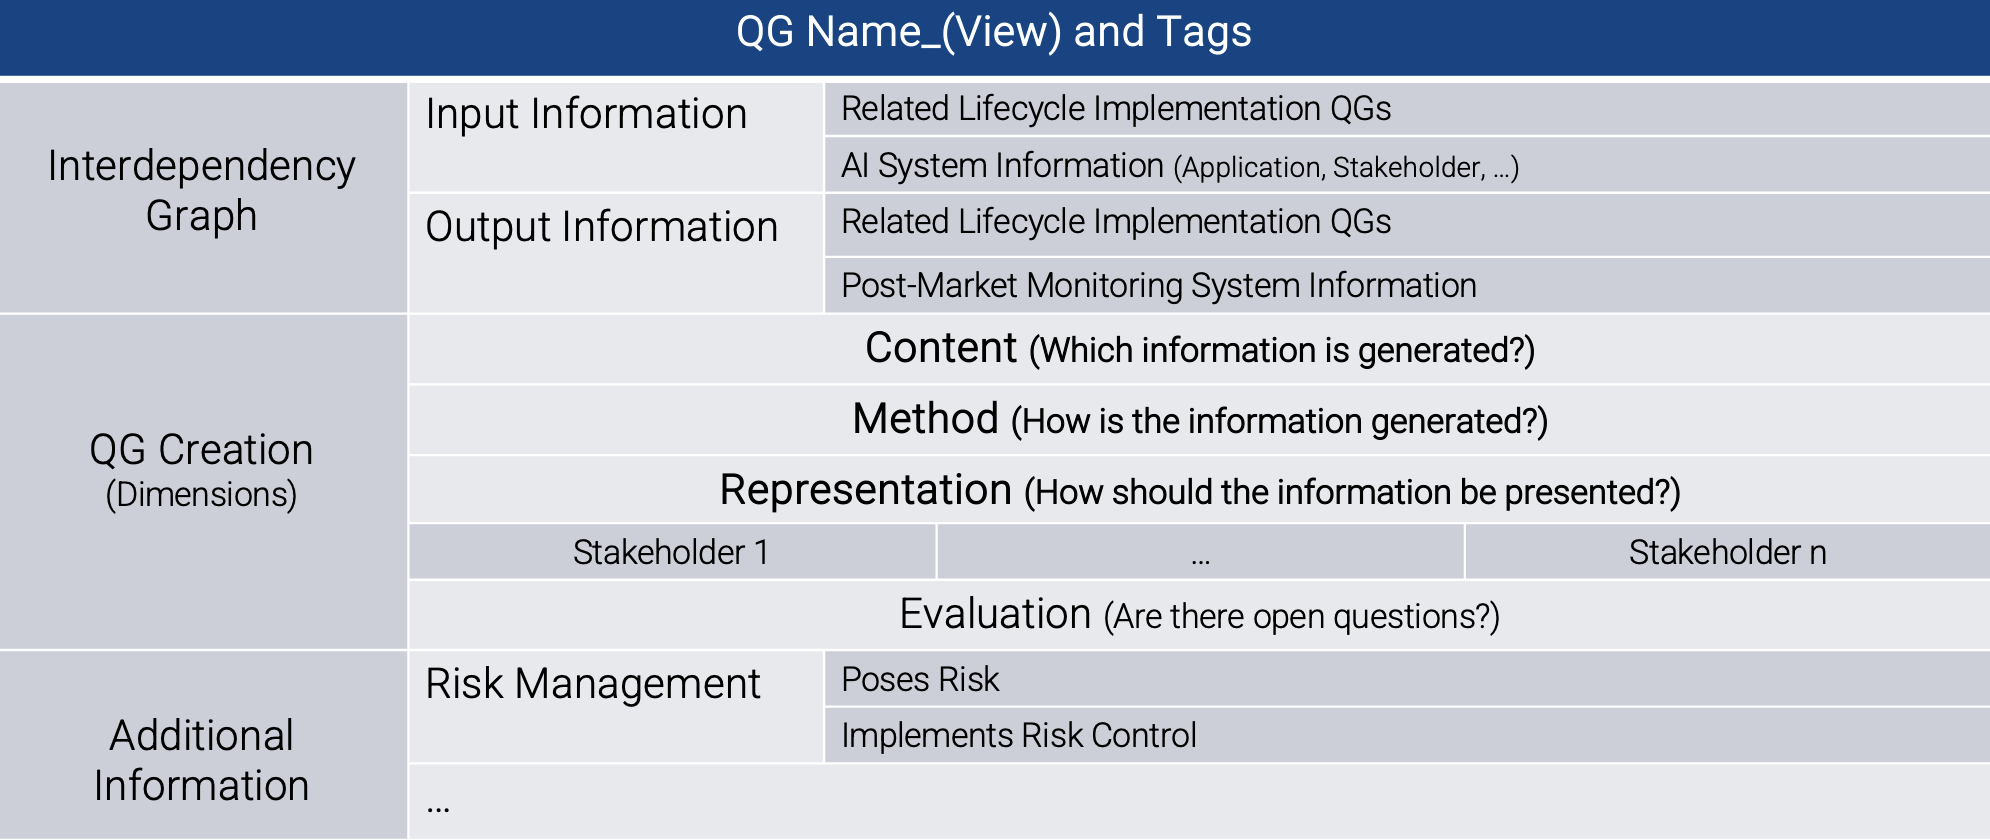 QG Name_(View) and Tags
Interdependency
Graph
Input Information
Related Lifecycle Implementation QGs
AI System Information (Application, Stakeholder, ...)
Output Information
Related Lifecycle Implementation QGs
Post-Market Monitoring System Information
QG Creation
(Dimensions)
Content (Which information is generated?)
Method (How is the information generated?)
Representation (How should the information be presented?)
Stakeholder 1
...
Stakeholder n
Evaluation (Are there open questions?)
Additional
Information
Risk Management
Poses Risk
Implements Risk Control
...